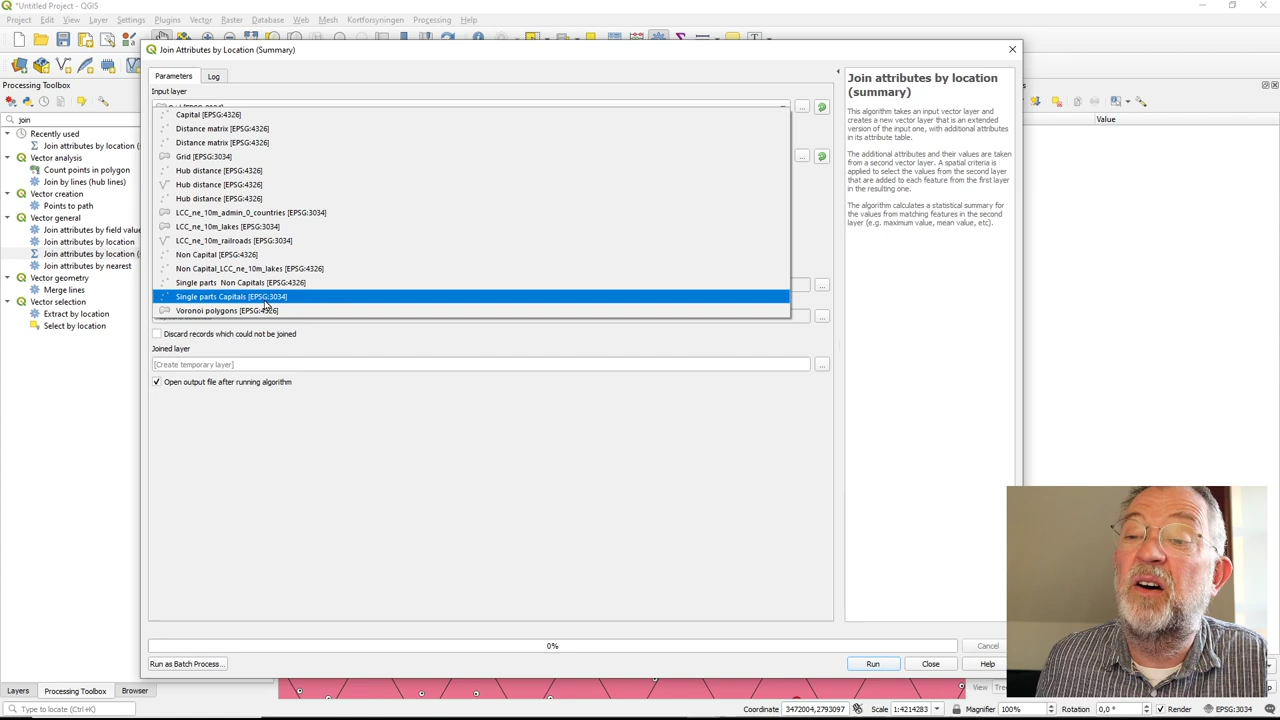 *Untitled Project - QGIS
Project Edit View Layer Settings Plugins Vector Raster Database Web Mesh Kortforsyningen Processing Help
Join Attributes by Location (Summary)
Processing Toolbox
join
Recently used
Join attributes by location (
Vector analysis
Count points in polygon
Join by lines (hub lines)
Vector creation
Points to path
Vector general
Join attributes by field value
Join attributes by location
Join attributes by location (
Join attributes by nearest
Vector geometry
Merge lines
Vector selection
Extract by location
Select by location
Parameters Log
Input layer
Capital [EPSG:4326]
Distance matrix [EPSG:4326]
Distance matrix [EPSG:4326]
Grid [EPSG:3034]
Hub distance [EPSG:4326]
Hub distance [EPSG:4326]
Hub distance [EPSG:4326]
LCC_ne_10m_admin_0_countries [EPSG:3034]
LCC_ne_10m_lakes [EPSG:3034]
LCC_ne_10m_railroads [EPSG:3034]
Non Capital [EPSG:4326]
Non Capital_LCC_ne_10m_lakes [EPSG:4326]
Single parts  Non Capitals [EPSG:4326]
Single parts Capitals [EPSG:3034]
Voronoi polygons [EPSG:4326]
Discard records which could not be joined
Joined layer
[Create temporary layer]
Open output file after running algorithm
Join attributes by location
(summary)
This algorithm takes an input vector layer and
creates a new vector layer that is an extended
version of the input one, with additional attributes
in its attribute table.
The additional attributes and their values are taken
from a second vector layer. A spatial criteria is
applied to select the values from the second layer
that are added to each feature from the first layer
in the resulting one.
The algorithm calculates a statistical summary for
the values from matching features in the second
layer (e.g. maximum value, mean value, etc).
Value
0%
Cancel
Run as Batch Process...
Run Close Help
Layers Processing Toolbox Browser
View
Type to locate (Ctrl+K)
Coordinate 3472004,2793097 Scale 1:4214283 Magnifier 100% Rotation 0,0 ° Render EPSG:3034